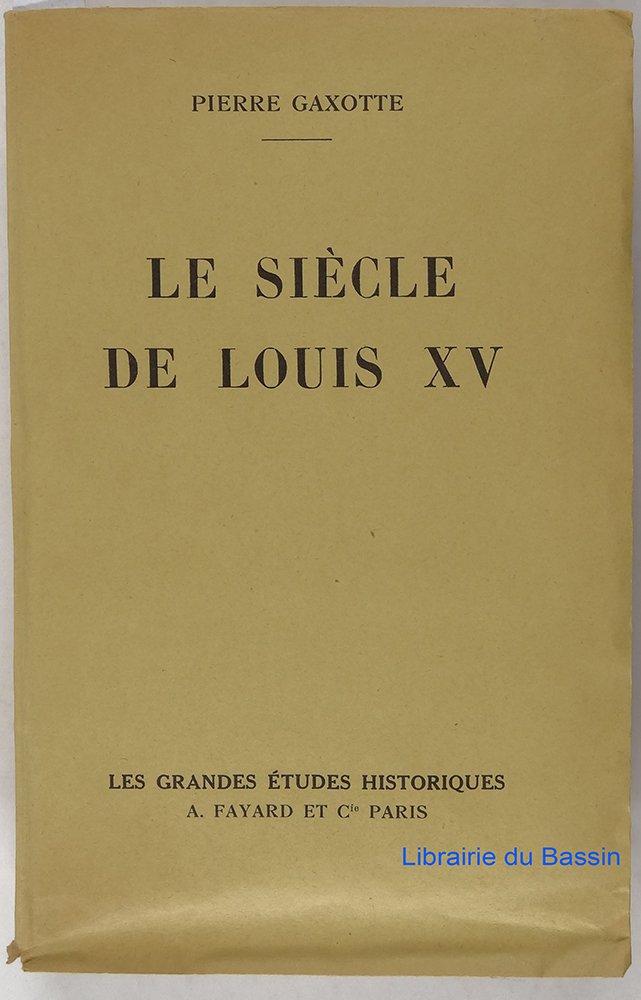 PIERRE GAXOTTE
LE SIÈCLE
DE LOUIS XV
LES GRANDES ÉTUDES HISTORIQUES
A. FAYARD ET Cie PARIS
Librairie du Bassin